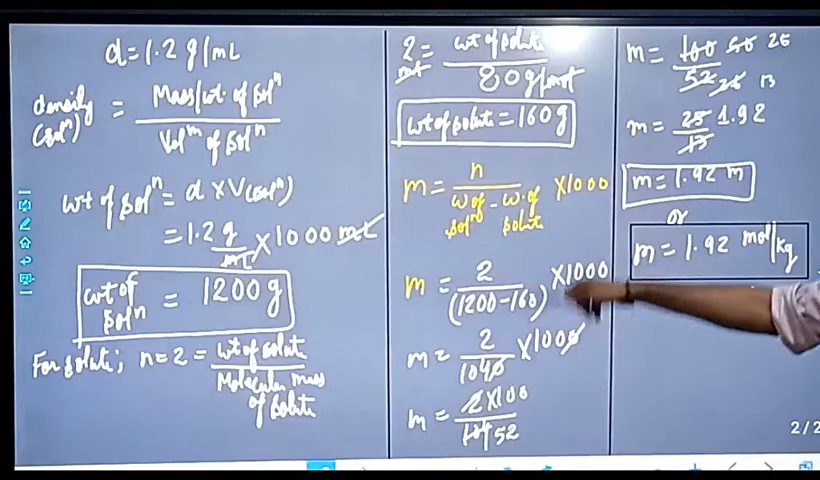 d = 1.2 g/mL
density (solⁿ) = Mass/wt. of solⁿ / Volᵐ of solⁿ
wt of solⁿ = d x V(solⁿ)
= 1.2 g/mL x 1000 mL
wt of solⁿ = 1200 g
For solute; n = 2 = wt of solute / Molecular mass of solute
2 = wt of solute / 80 g/mol
wt of solute = 160 g
m = n / w of solⁿ - w. of solute x 1000
m = 2 / (1200 - 160) x 1000
m = 2 / 1040 x 1000
m = 2 x 100 / 104 52
m = 100 50 25 / 52 26 13
m = 25 / 13 1.92
m = 1.92 m
or
m = 1.92 mol/kg
2/2